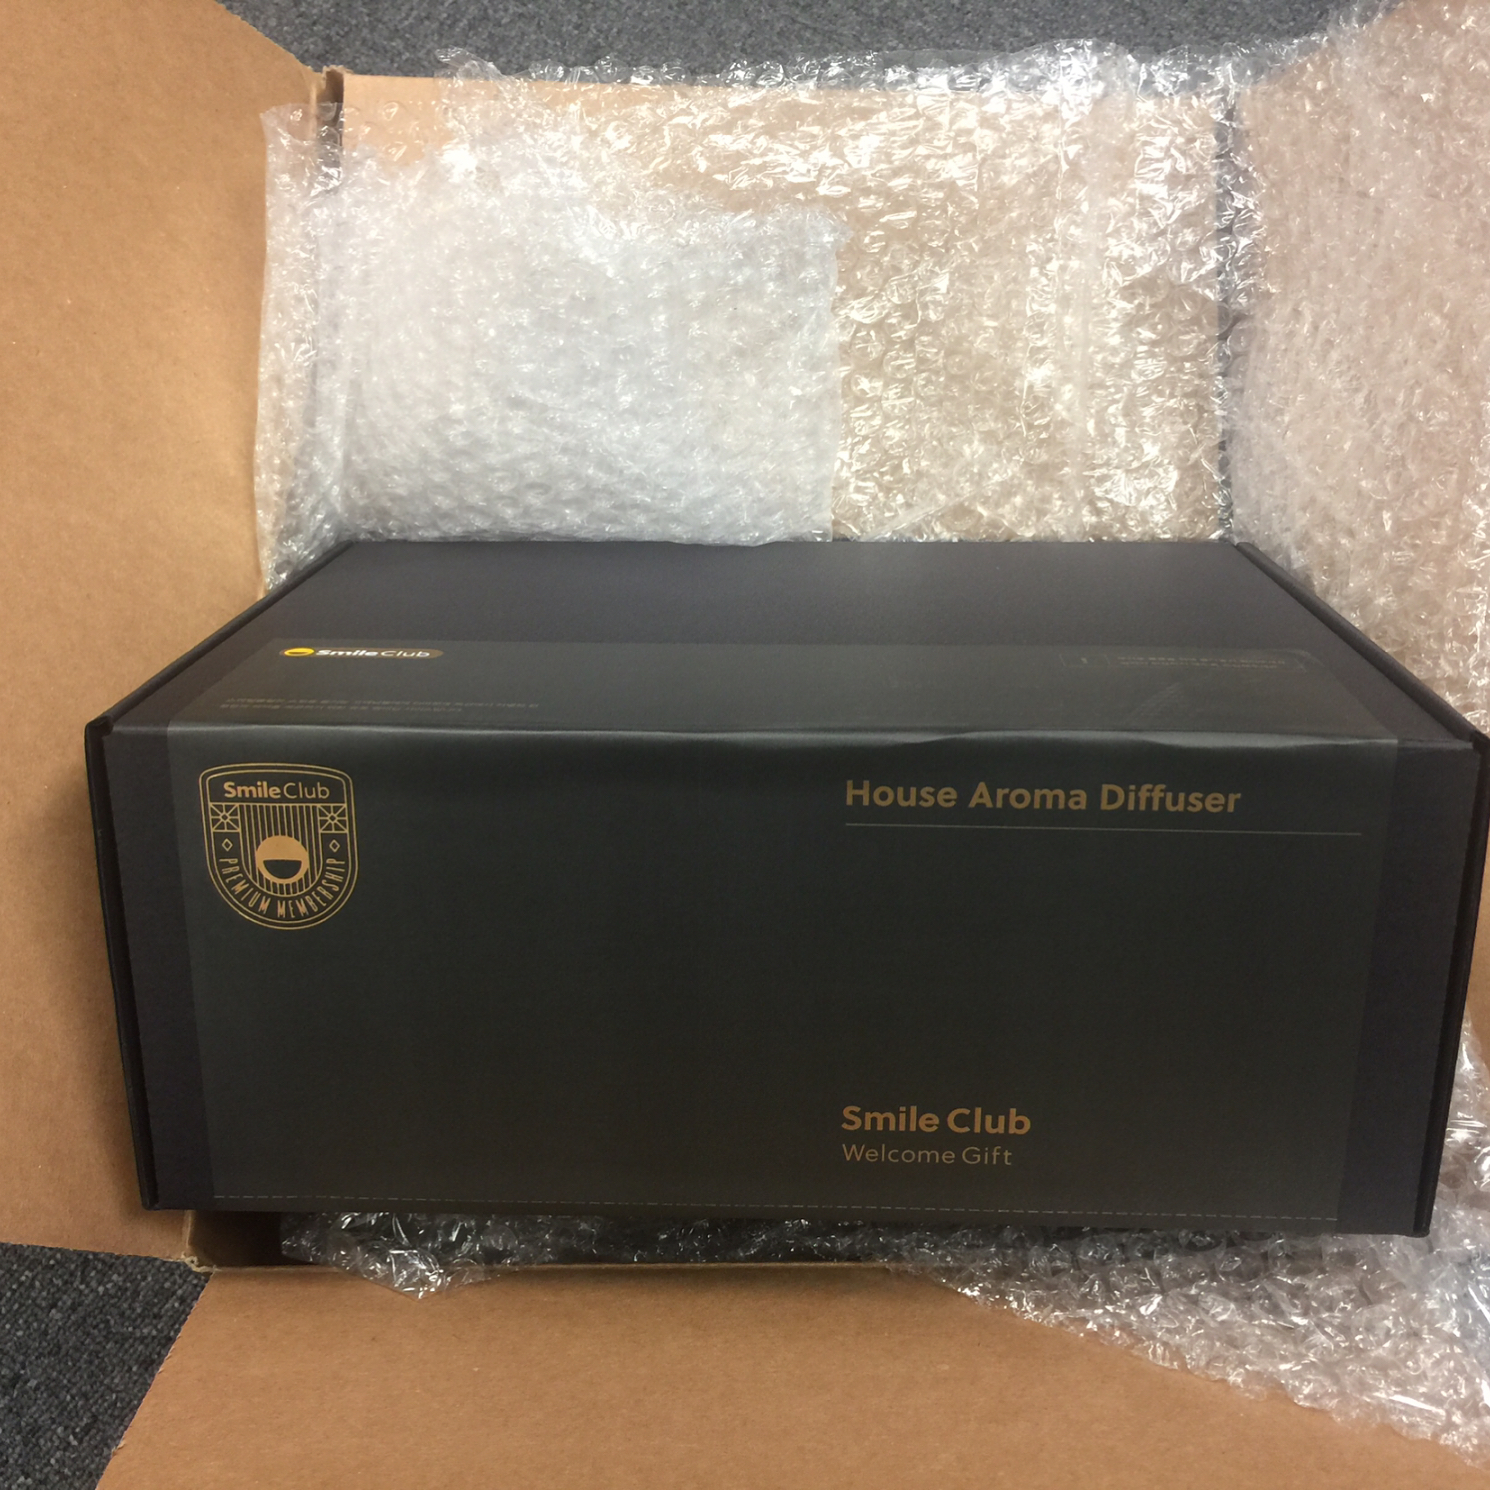 Smile Club
Smile Club
PREMIUM MEMBERSHIP
House Aroma Diffuser
Smile Club
Welcome Gift